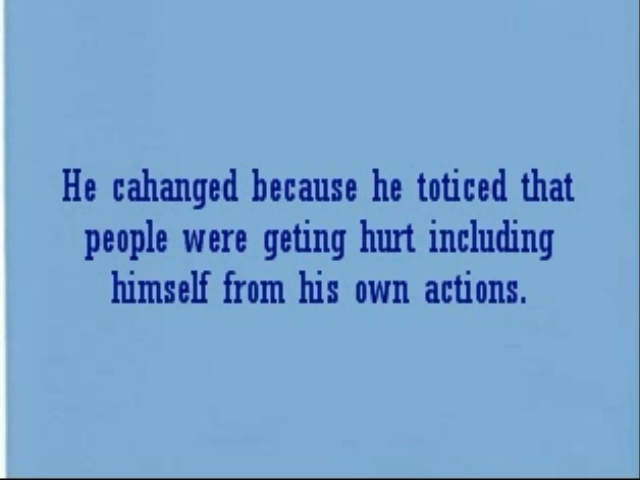 He cahanged because he toticed that
people were geting hurt including
himself from his own actions.